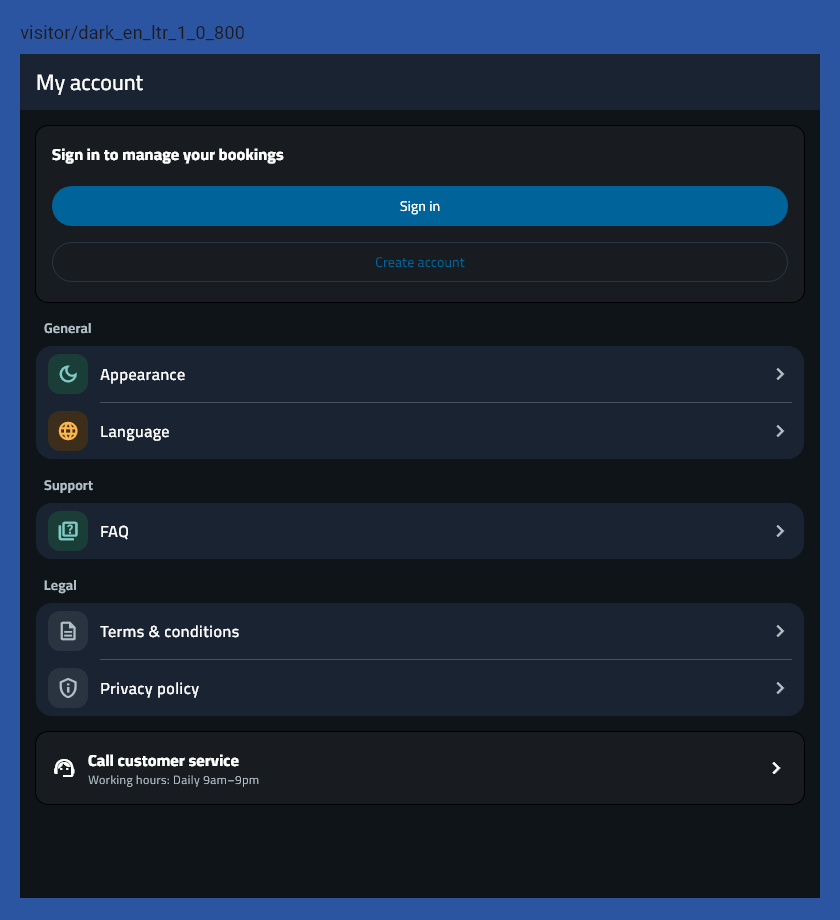 visitor/dark_en_ltr_1_0_800
My account
Sign in to manage your bookings
Sign in
Create account
General
Appearance
Language
Support
FAQ
Legal
Terms & conditions
Privacy policy
Call customer service
Working hours: Daily 9am–9pm